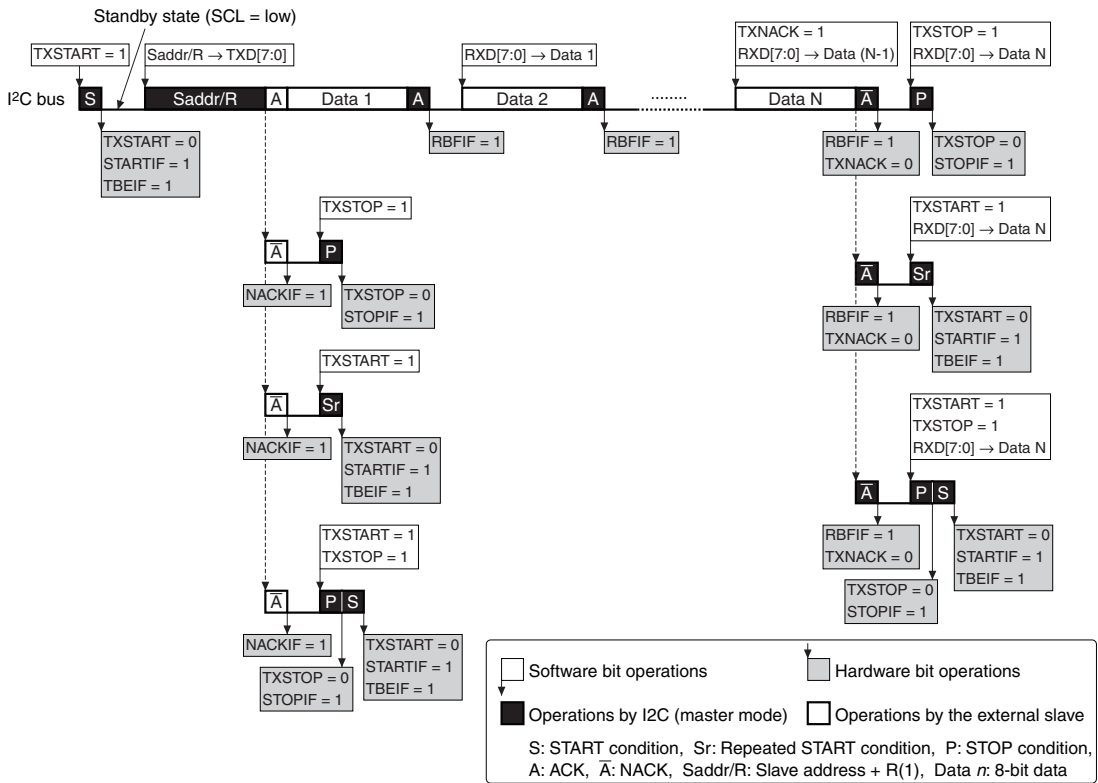 Standby state (SCL = low)
TXSTART = 1
Saddr/R → TXD[7:0]
RXD[7:0] → Data 1
TXNACK = 1
RXD[7:0] → Data (N-1)
TXSTOP = 1
RXD[7:0] → Data N
I2C bus
S
Saddr/R
A
Data 1
A
Data 2
A
········
Data N
A̅
P
TXSTART = 0
STARTIF = 1
TBEIF = 1
RBFIF = 1
RBFIF = 1
RBFIF = 1
TXNACK = 0
TXSTOP = 0
STOPIF = 1
TXSTOP = 1
A̅
P
NACKIF = 1
TXSTOP = 0
STOPIF = 1
TXSTART = 1
RXD[7:0] → Data N
A̅
Sr
RBFIF = 1
TXNACK = 0
TXSTART = 0
STARTIF = 1
TBEIF = 1
TXSTART = 1
A̅
Sr
NACKIF = 1
TXSTART = 0
STARTIF = 1
TBEIF = 1
TXSTART = 1
TXSTOP = 1
RXD[7:0] → Data N
A̅
P
S
RBFIF = 1
TXNACK = 0
TXSTART = 0
STARTIF = 1
TBEIF = 1
TXSTOP = 0
STOPIF = 1
TXSTART = 1
TXSTOP = 1
A̅
P
S
NACKIF = 1
TXSTART = 0
STARTIF = 1
TBEIF = 1
TXSTOP = 0
STOPIF = 1
Software bit operations
Hardware bit operations
Operations by I2C (master mode)
Operations by the external slave
S: START condition, Sr: Repeated START condition, P: STOP condition,
A: ACK, A̅: NACK, Saddr/R: Slave address + R(1), Data n: 8-bit data